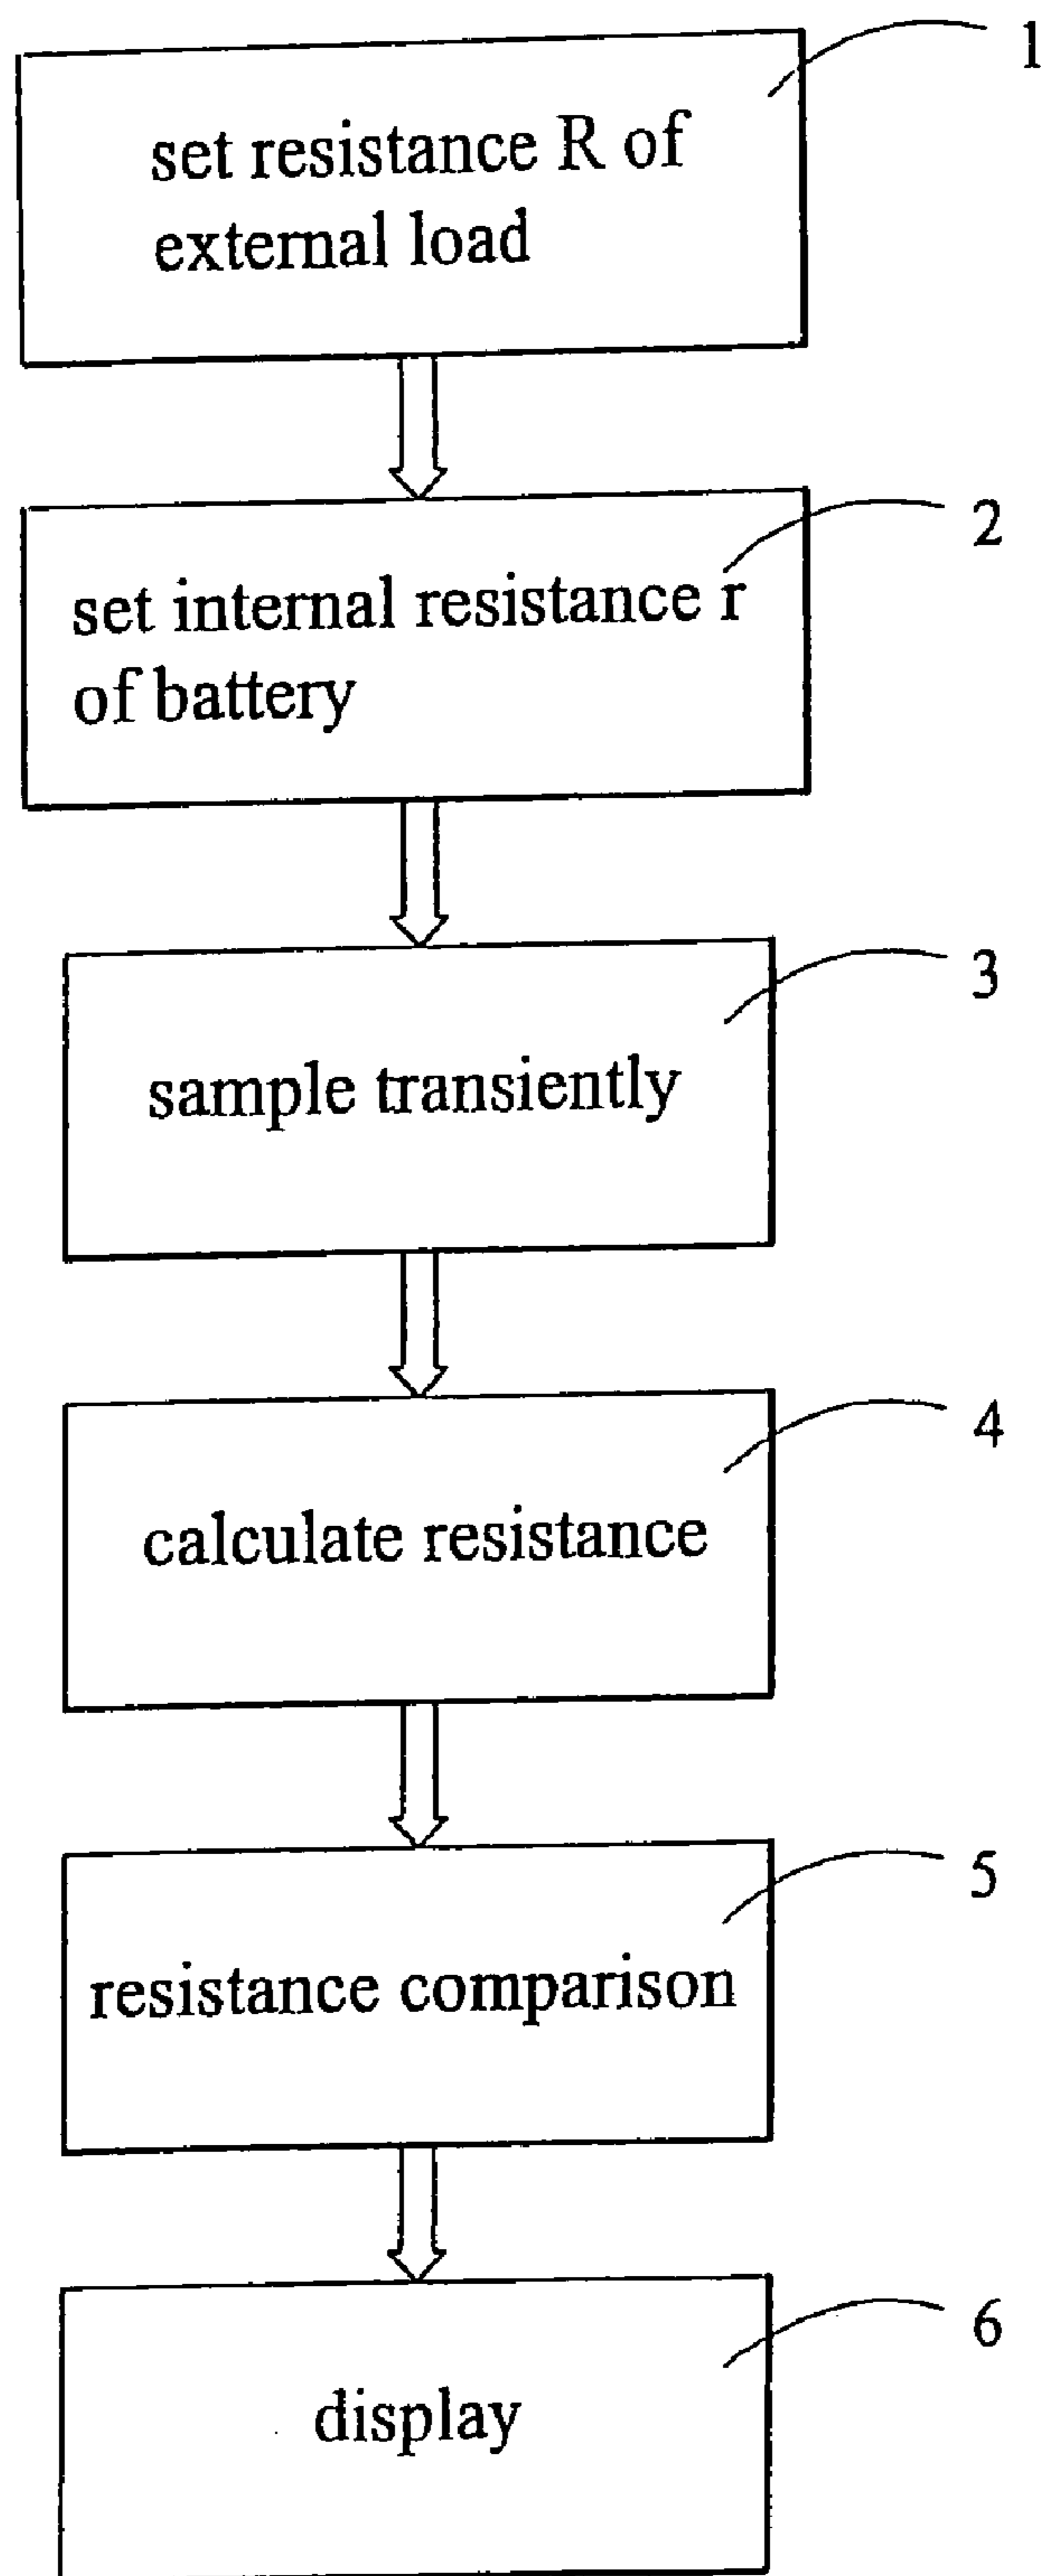 1
set resistance R of
external load
2
set internal resistance r
of battery
3
sample transiently
4
calculate resistance
5
resistance comparison
6
display